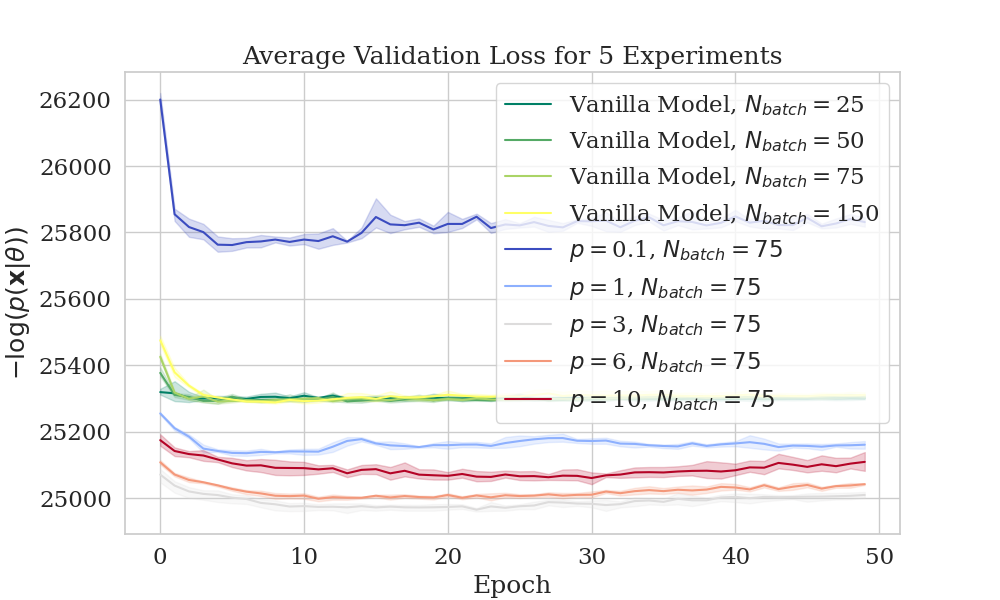 Average Validation Loss for 5 Experiments
−log(p(𝐱|θ))
26200
26000
25800
25600
25400
25200
25000
Vanilla Model, N_batch = 25
Vanilla Model, N_batch = 50
Vanilla Model, N_batch = 75
Vanilla Model, N_batch = 150
p = 0.1, N_batch = 75
p = 1, N_batch = 75
p = 3, N_batch = 75
p = 6, N_batch = 75
p = 10, N_batch = 75
0 10 20 30 40 50
Epoch